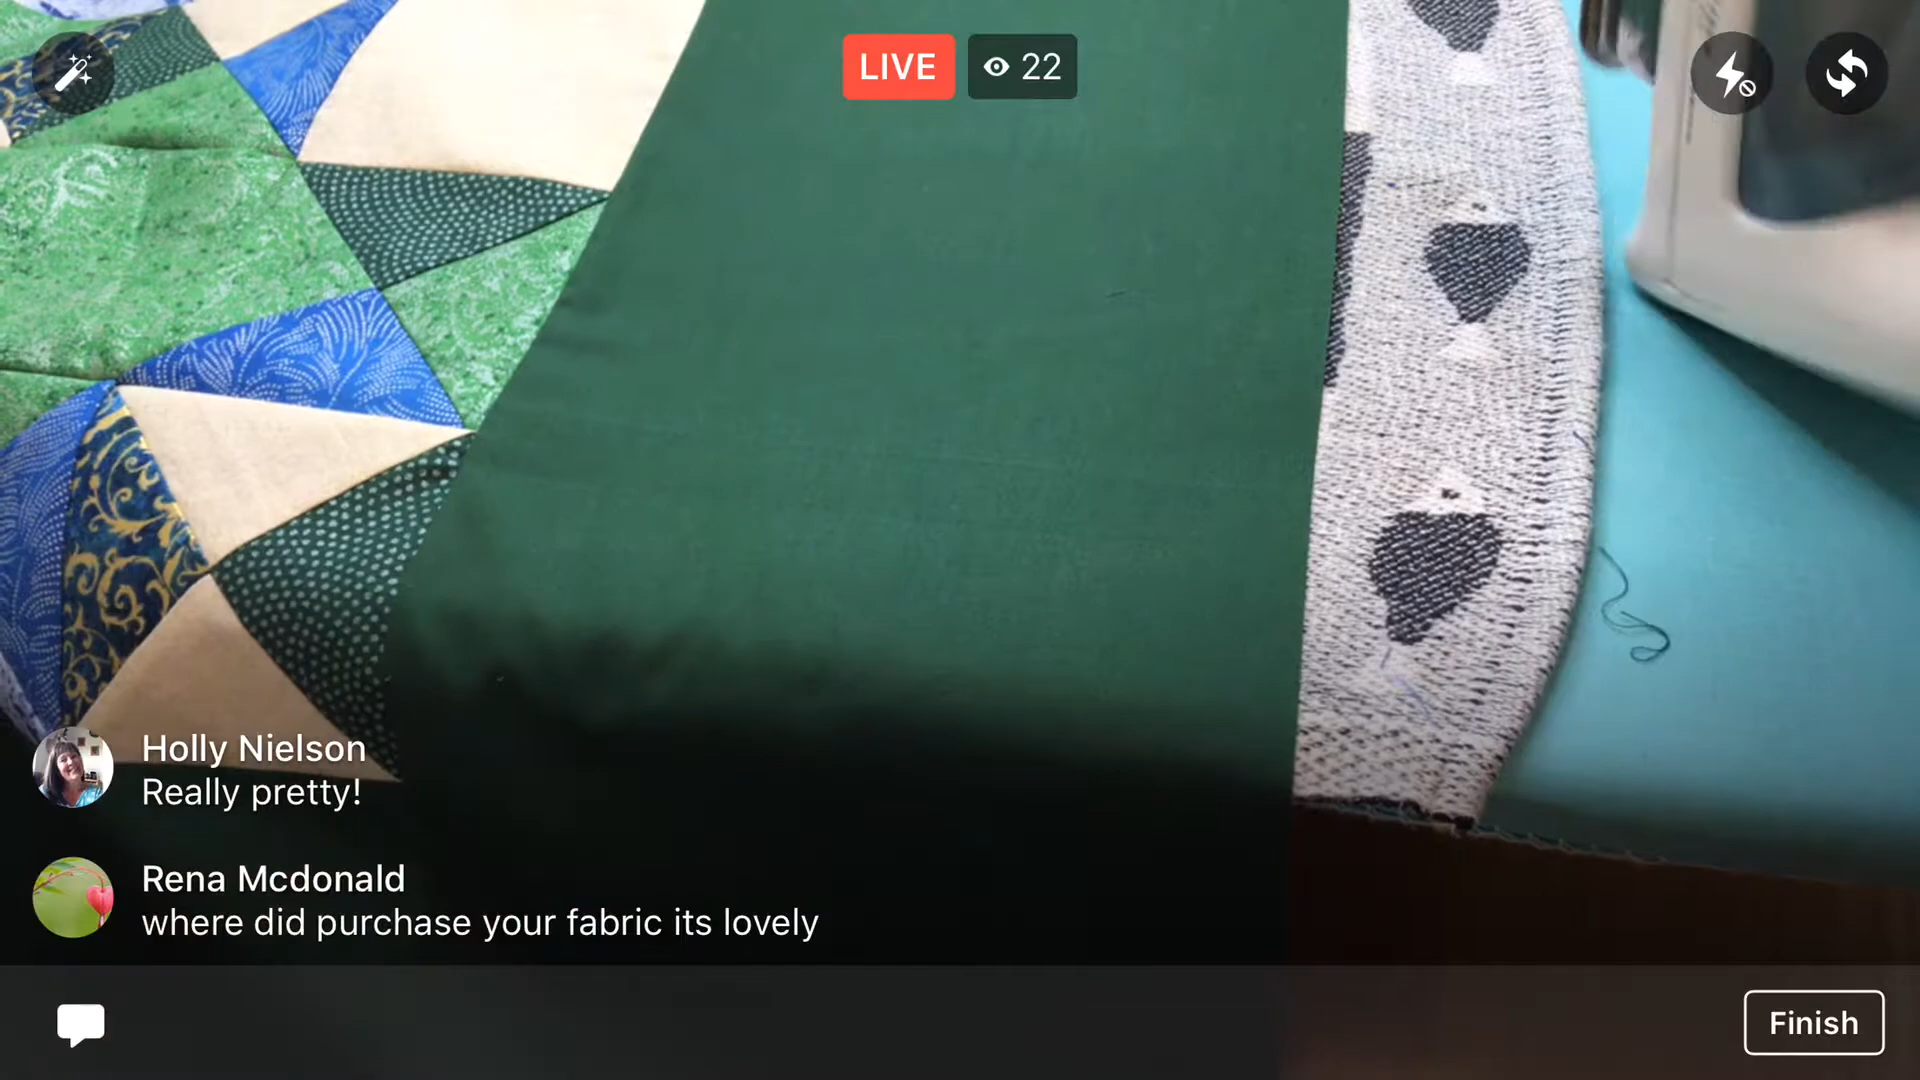 LIVE 22
Holly Nielson
Really pretty!
Rena Mcdonald
where did purchase your fabric its lovely
Finish